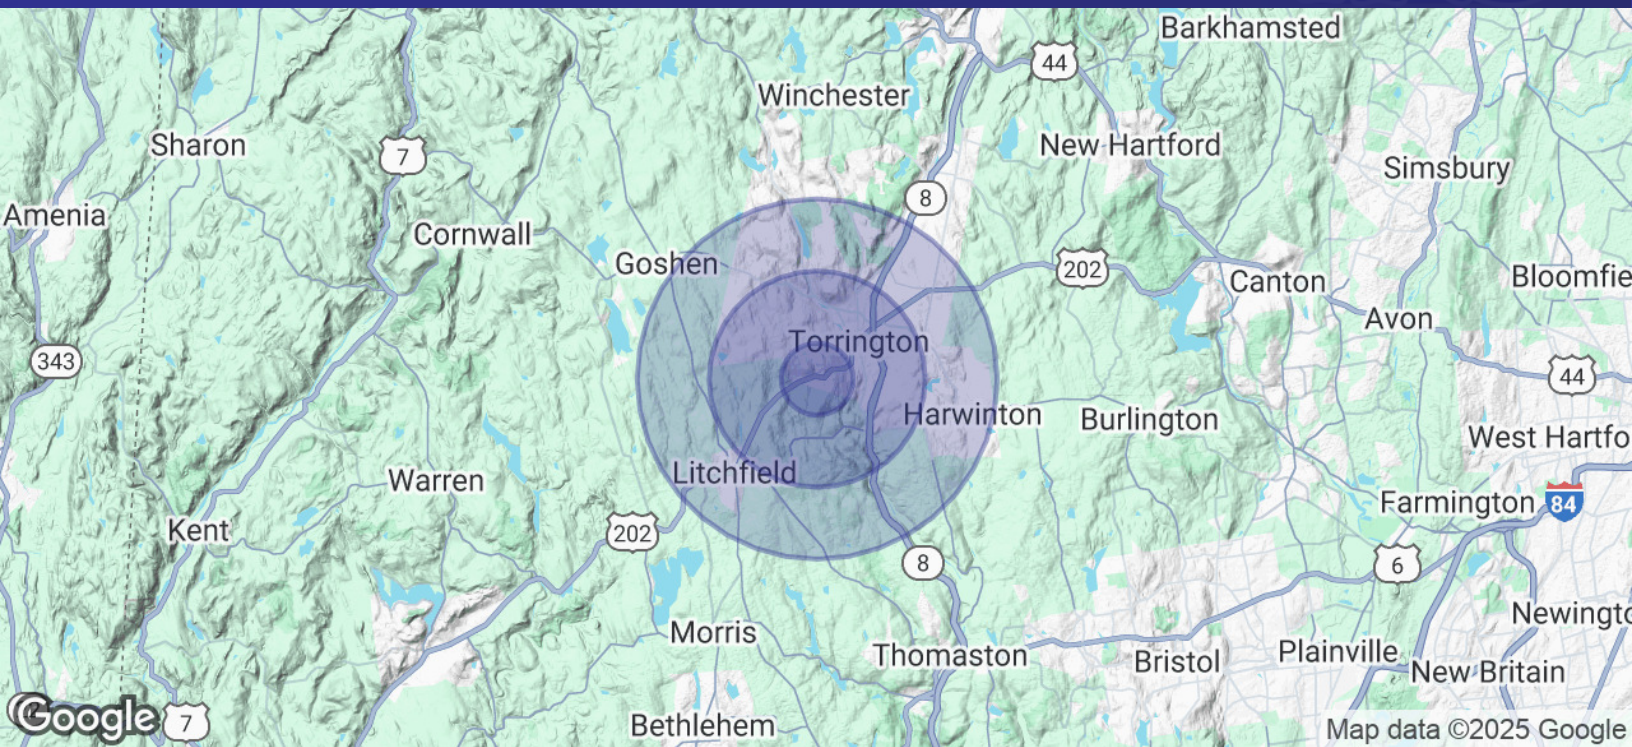 Barkhamsted
44
Winchester
Sharon
7
New Hartford
Simsbury
8
Amenia
Cornwall
Goshen
202
Canton
Bloomfie
Avon
Torrington
343
44
Harwinton
Burlington
West Hartfo
Litchfield
Warren
Farmington
84
Kent
202
8
6
Newingto
Morris
Thomaston
Bristol
Plainville
New Britain
Google
7
Bethlehem
Map data ©2025 Google